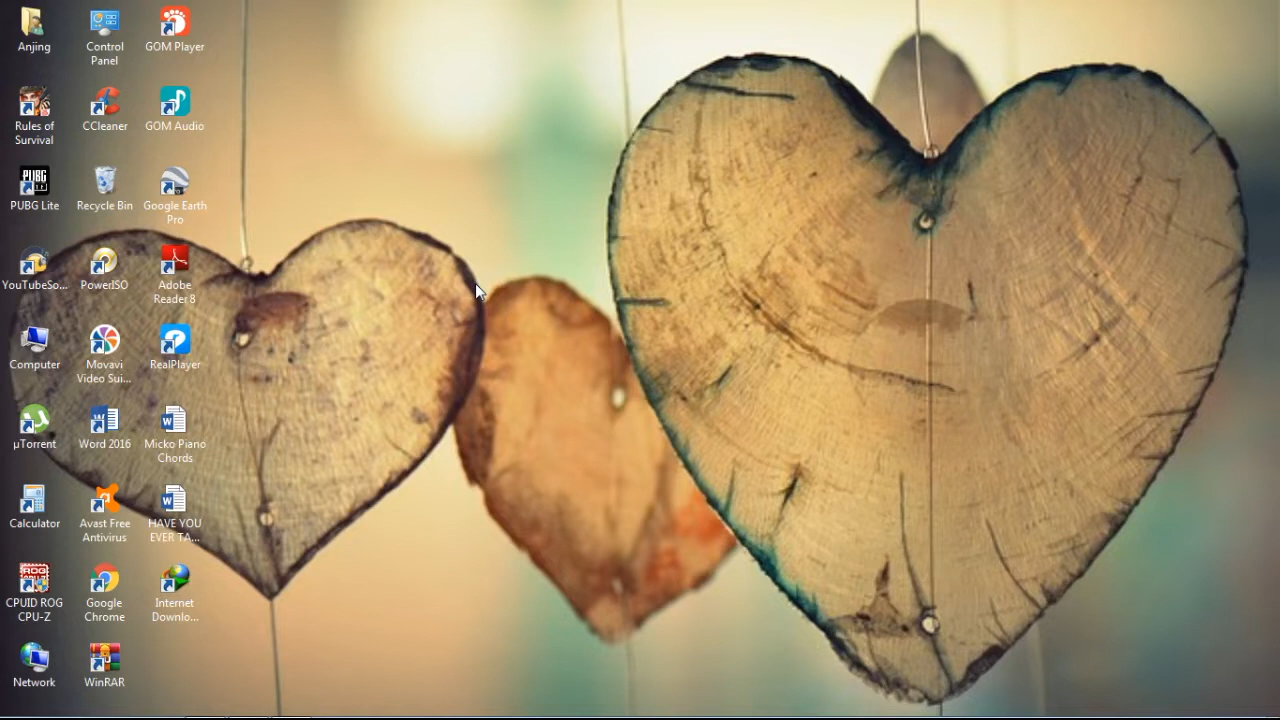 Anjing
Control
Panel
GOM Player
Rules of
Survival
CCleaner
GOM Audio
PUBG
PUBG Lite
Recycle Bin
Google Earth
Pro
YouTubeSo...
PowerISO
Adobe
Reader 8
Computer
Movavi
Video Sui...
RealPlayer
µTorrent
Word 2016
Micko Piano
Chords
Calculator
Avast Free
Antivirus
HAVE YOU
EVER TA...
CPUID ROG
CPU-Z
Google
Chrome
Internet
Downlo...
Network
WinRAR